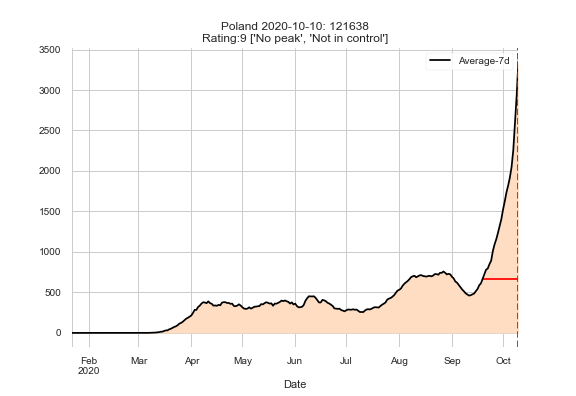 Poland 2020-10-10: 121638
Rating:9 ['No peak', 'Not in control']
3500
Average-7d
3000
2500
2000
1500
1000
500
0
Feb Mar Apr May Jun Jul Aug Sep Oct
2020
Date